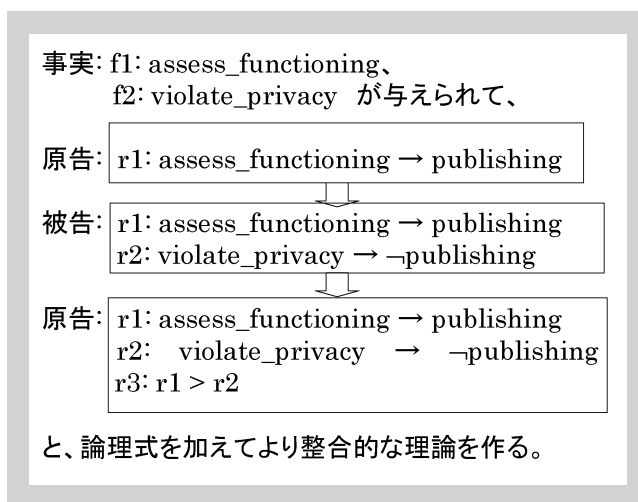 事実: f1: assess_functioning、
f2: violate_privacy が与えられて、
原告: r1: assess_functioning → publishing
被告: r1: assess_functioning → publishing
r2: violate_privacy → ¬publishing
原告: r1: assess_functioning → publishing
r2: violate_privacy → ¬publishing
r3: r1 > r2
と、論理式を加えてより整合的な理論を作る。